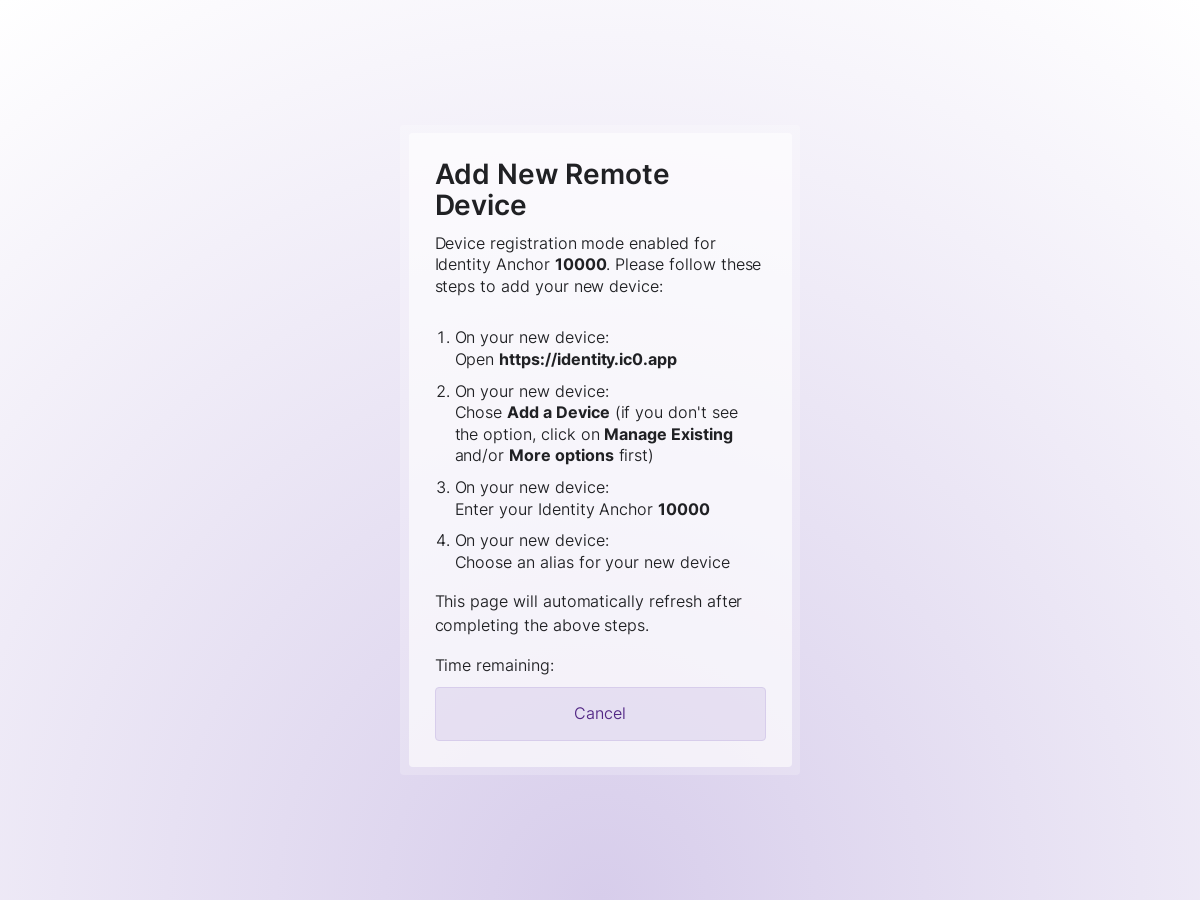 Add New Remote
Device
Device registration mode enabled for
Identity Anchor 10000. Please follow these
steps to add your new device:
1. On your new device:
Open https://identity.ic0.app
2. On your new device:
Chose Add a Device (if you don't see
the option, click on Manage Existing
and/or More options first)
3. On your new device:
Enter your Identity Anchor 10000
4. On your new device:
Choose an alias for your new device
This page will automatically refresh after
completing the above steps.
Time remaining:
Cancel